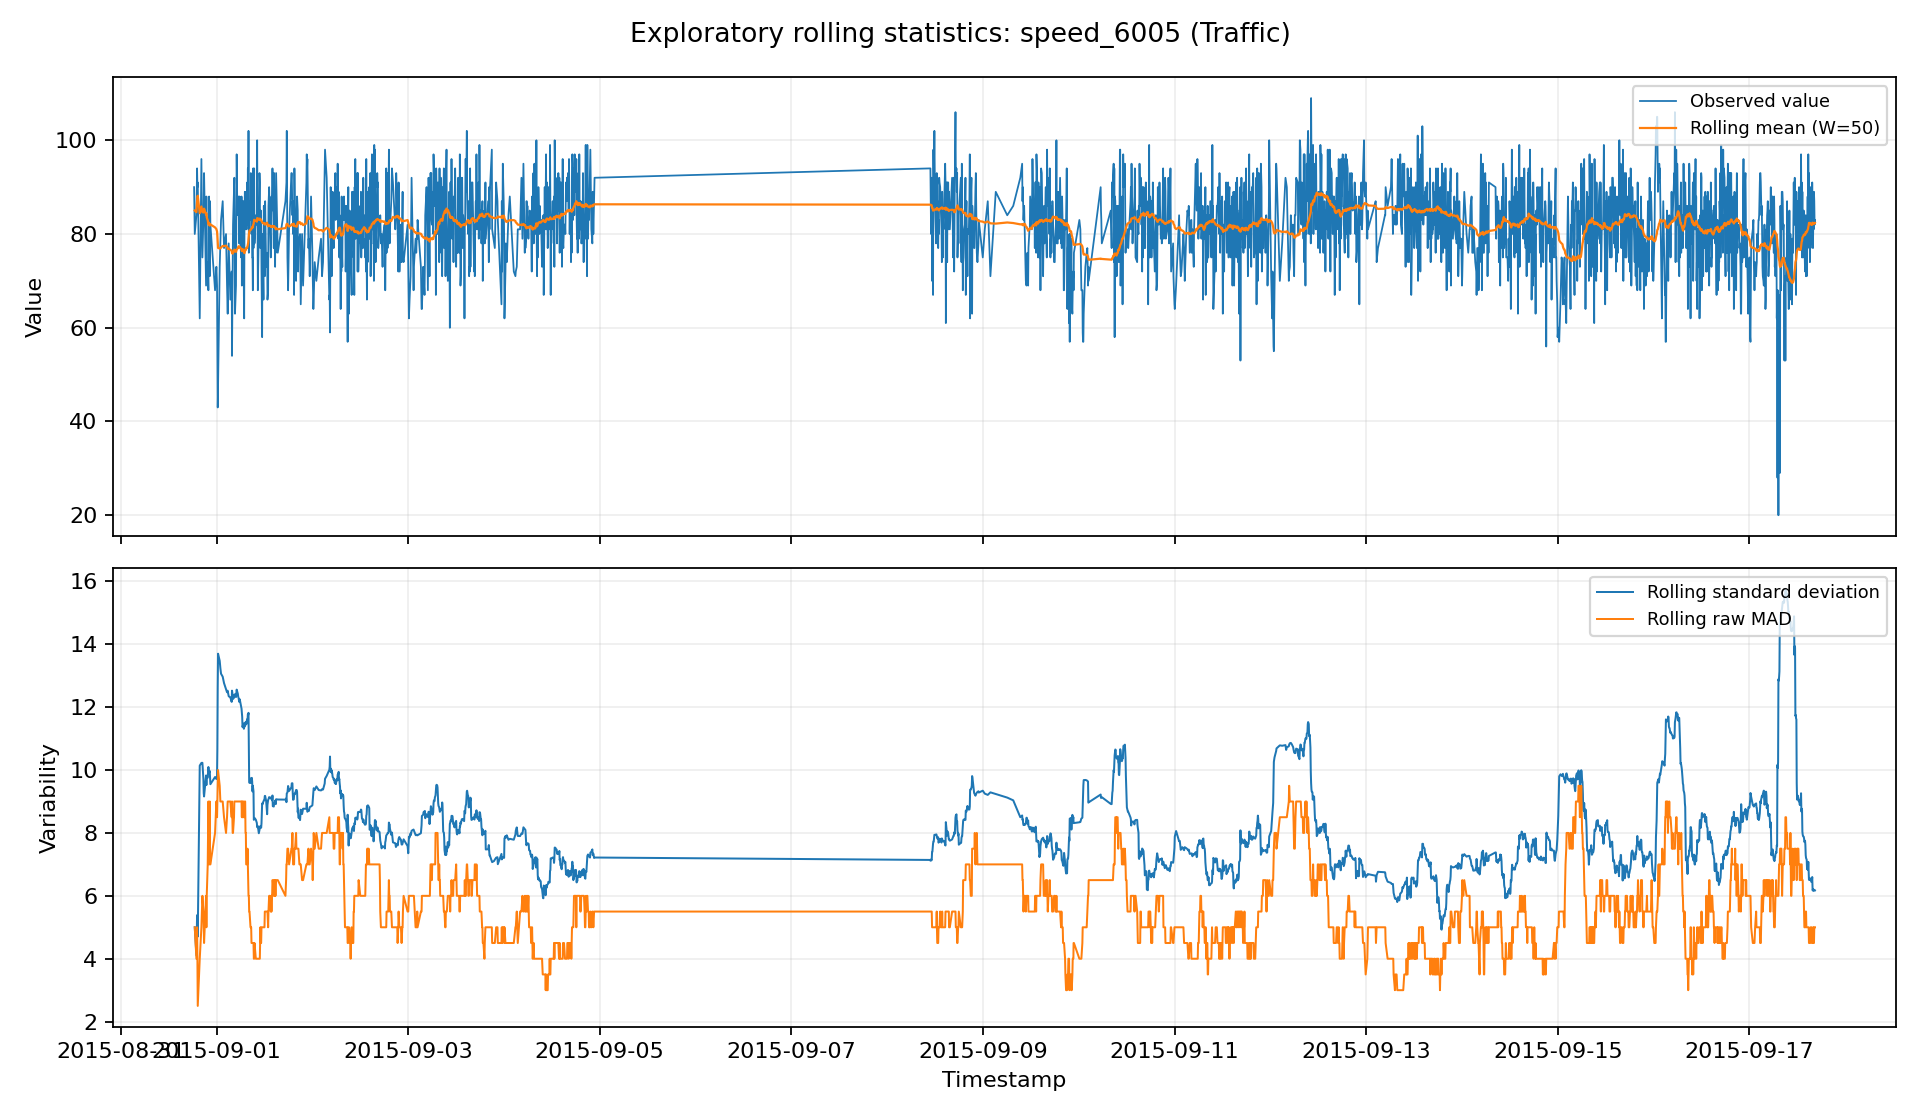 Exploratory rolling statistics: speed_6005 (Traffic)
Observed value
Rolling mean (W=50)
Value
100
80
60
40
20
Rolling standard deviation
Rolling raw MAD
Variability
16
14
12
10
8
6
4
2
2015-08-31
2015-09-01
2015-09-03
2015-09-05
2015-09-07
2015-09-09
2015-09-11
2015-09-13
2015-09-15
2015-09-17
Timestamp